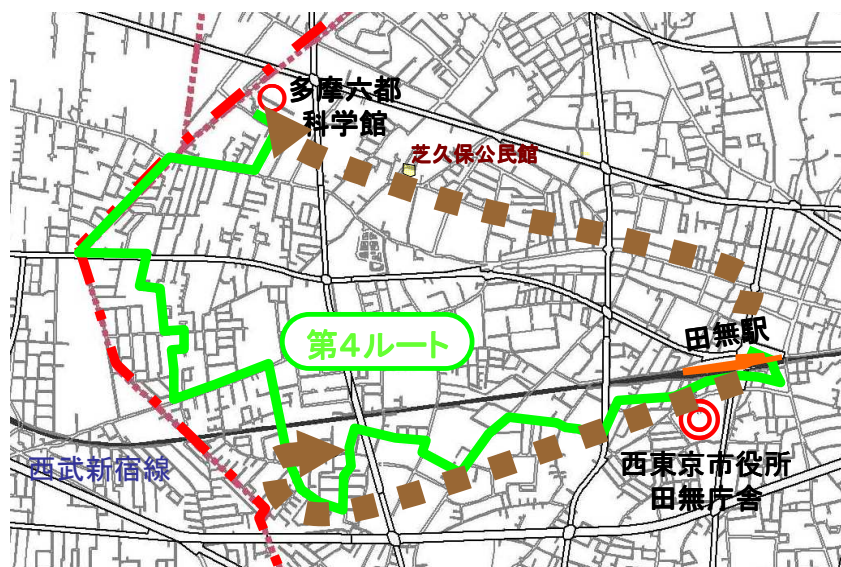 多摩六都
科学館
芝久保公民館
田無駅
第4ルート
西武新宿線
西東京市役所
田無庁舎